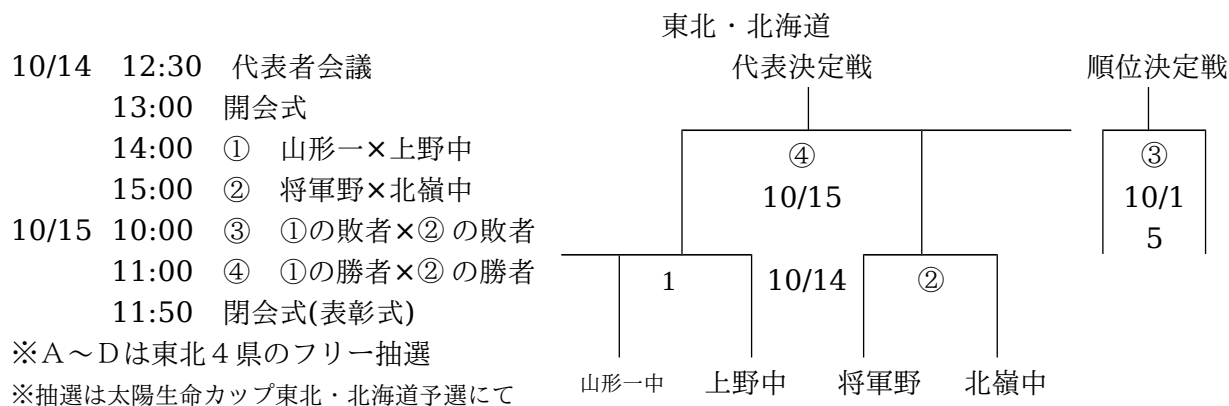 10/14 12:30 代表者会議
13:00 開会式
14:00 ① 山形一×上野中
15:00 ② 将軍野×北嶺中
10/15 10:00 ③ ①の敗者×② の敗者
11:00 ④ ①の勝者×② の勝者
11:50 閉会式(表彰式)
※A～Dは東北４県のフリー抽選
※抽選は太陽生命カップ東北・北海道予選にて
東北・北海道
代表決定戦
④
10/15
1 10/14 ②
山形一中 上野中 将軍野 北嶺中
順位決定戦
③
10/1
5